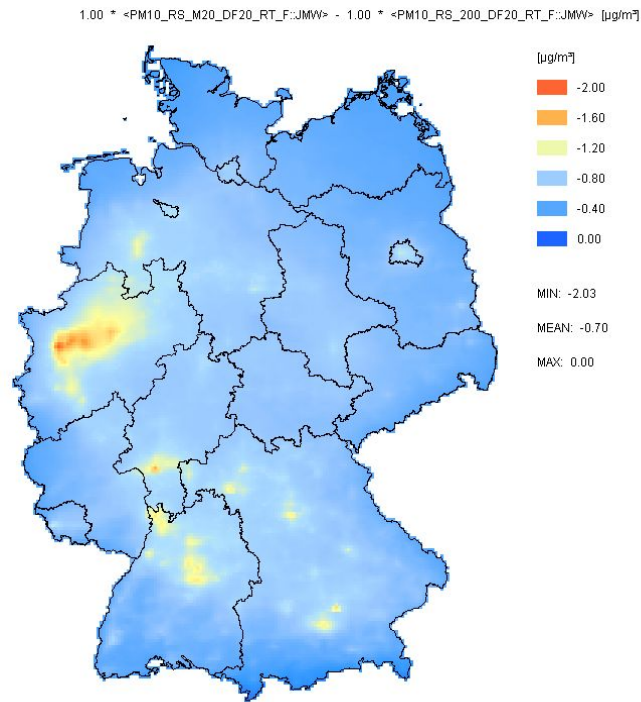 1.00 * <PM10_RS_M20_DF20_RT_F::JMW> - 1.00 * <PM10_RS_200_DF20_RT_F::JMW> [µg/m³]
[µg/m³]
-2.00
-1.60
-1.20
-0.80
-0.40
0.00
MIN: -2.03
MEAN: -0.70
MAX: 0.00